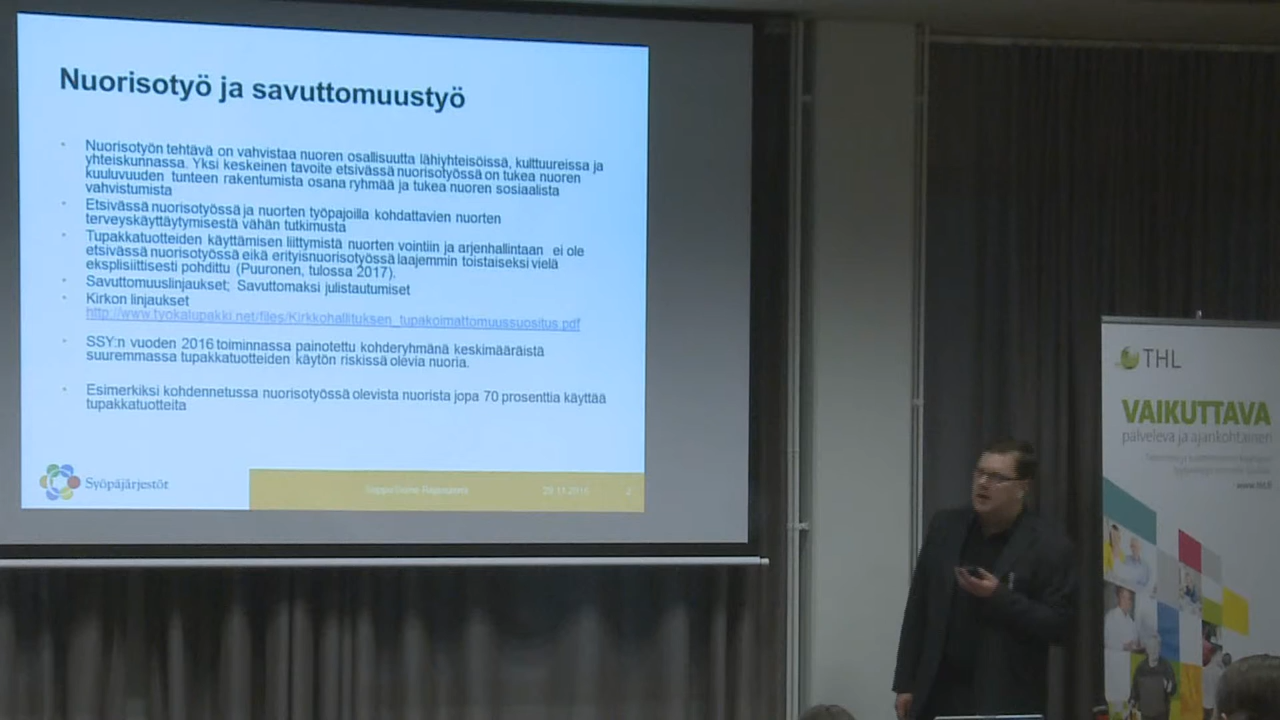 Nuorisotyö ja savuttomuustyö
Nuorisotyön tehtävä on vahvistaa nuoren osallisuutta lähiyhteisöissä, kulttuureissa ja
yhteiskunnassa. Yksi keskeinen tavoite etsivässä nuorisotyössä on tukea nuoren
kuuluvuuden tunteen rakentumista osana ryhmää ja tukea nuoren sosiaalista
vahvistumista
Etsivässä nuorisotyössä ja nuorten työpajoilla kohdattavien nuorten
terveyskäyttäytymisestä vähän tutkimusta
Tupakkatuotteiden käyttämisen liittymistä nuorten vointiin ja arjenhallintaan ei ole
etsivässä nuorisotyössä eikä erityisnuorisotyössä laajemmin toistaiseksi vielä
eksplisiittisesti pohdittu (Puuronen, tulossa 2017).
Savuttomuuslinjaukset; Savuttomaksi julistautumiset
Kirkon linjaukset
http://www.tyokalupakki.net/files/Kirkkohallituksen_tupakoimattomuussuositus.pdf
SSY:n vuoden 2016 toiminnassa painotettu kohderyhmänä keskimääräistä
suuremmassa tupakkatuotteiden käytön riskissä olevia nuoria.
Esimerkiksi kohdennetussa nuorisotyössä olevista nuorista jopa 70 prosenttia käyttää
tupakkatuotteita
Syöpäjärjestöt
THL
VAIKUTTAVA
palveleva ja ajankohtainen
www.thl.fi